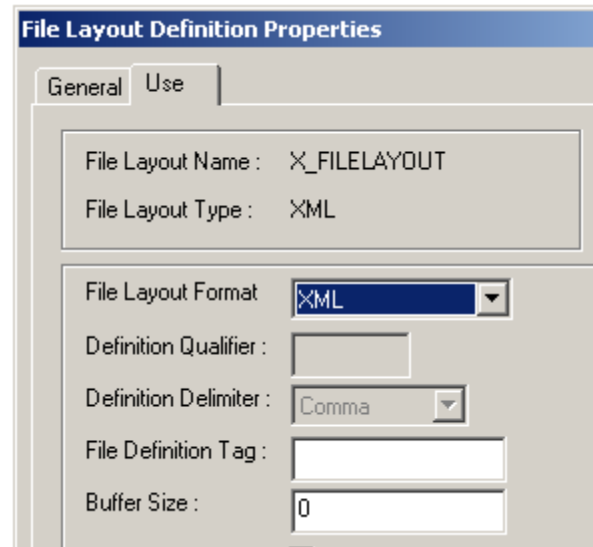 File Layout Definition Properties
General Use
File Layout Name : X_FILELAYOUT
File Layout Type : XML
File Layout Format XML
Definition Qualifier :
Definition Delimiter : Comma
File Definition Tag :
Buffer Size : 0